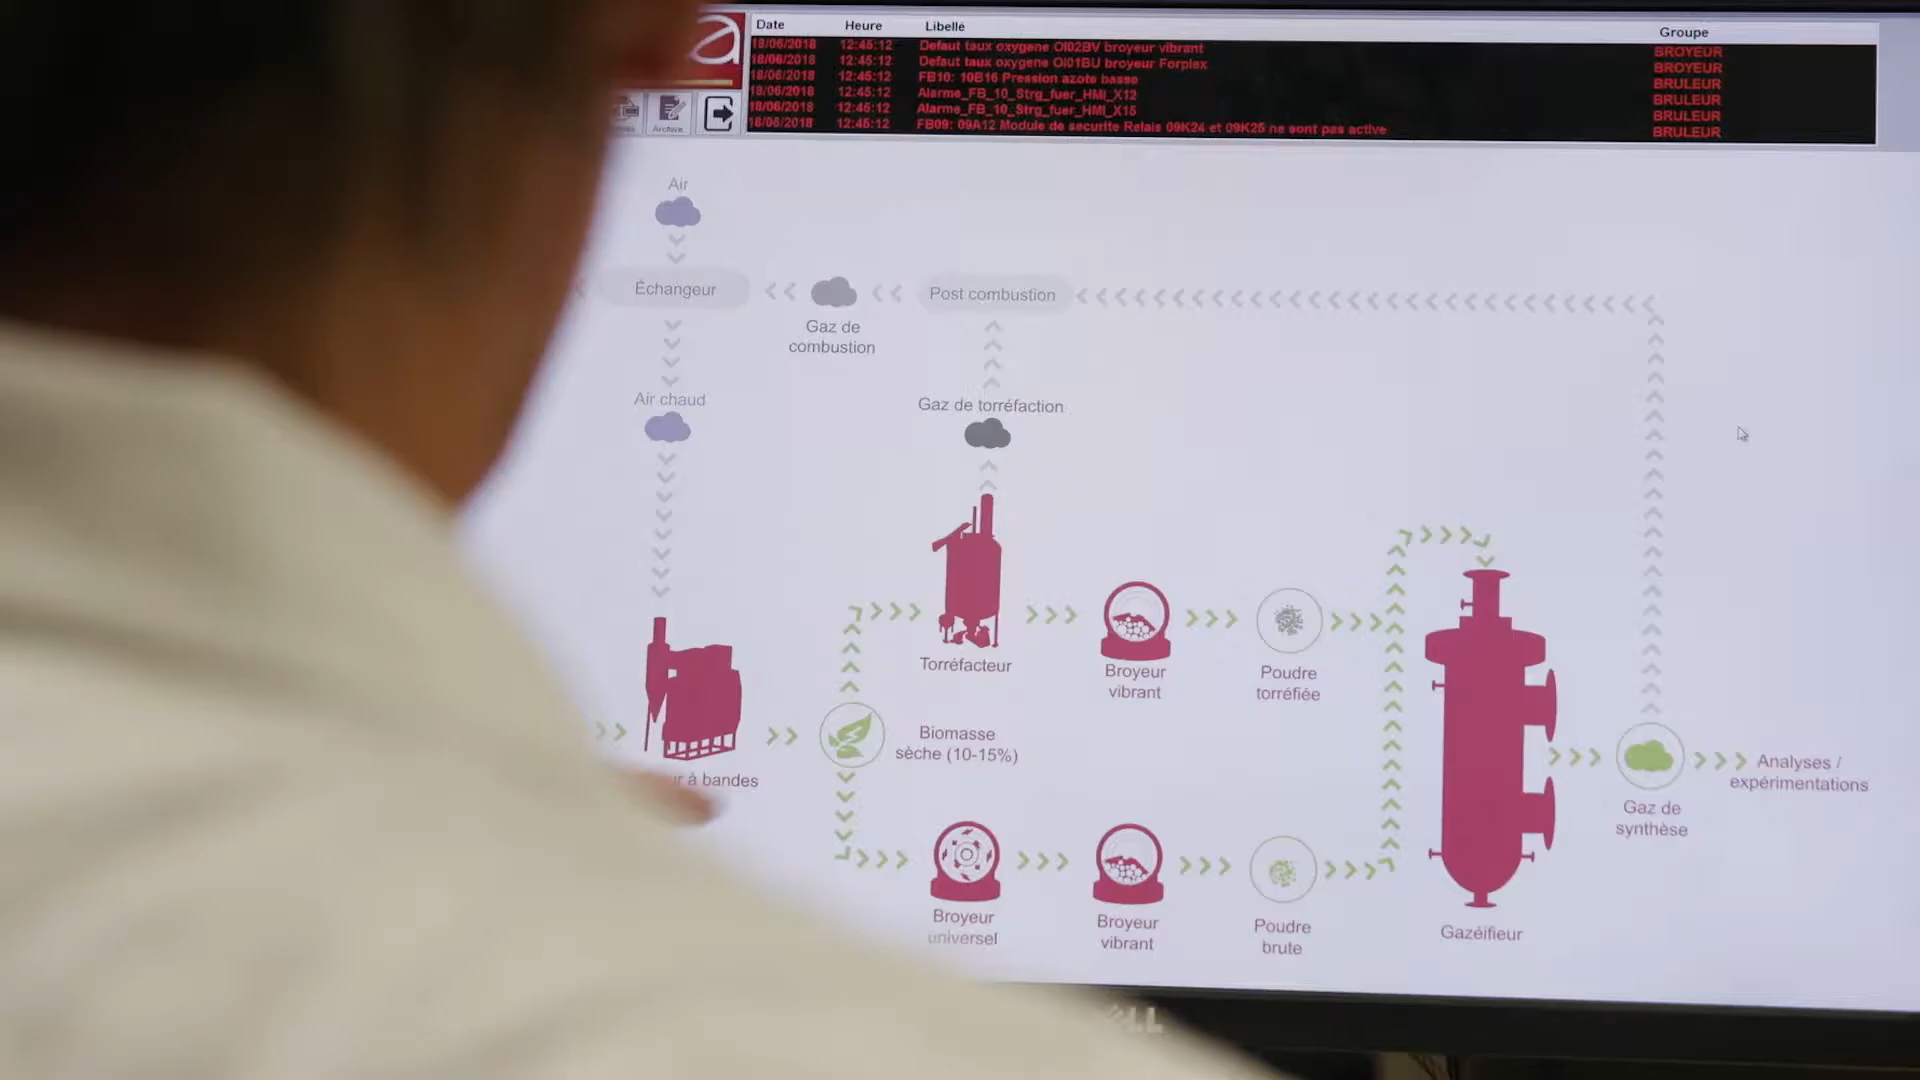 Date Heure Libellé Groupe
18/06/2018 12:45:12 Defaut taux oxygene OI02BV broyeur vibrant BROYEUR
18/06/2018 12:45:12 Defaut taux oxygene OI01BU broyeur Forplex BROYEUR
18/06/2018 12:45:12 FB10: 10B16 Pression azote basse BRULEUR
18/06/2018 12:45:12 Alarme_FB_10_Strg_fuer_HMI_X12 BRULEUR
18/06/2018 12:45:12 Alarme_FB_10_Strg_fuer_HMI_X15 BRULEUR
18/06/2018 12:45:12 FB09: 09A12 Module de securite Relais 09K24 et 09K25 ne sont pas active BRULEUR
a
Archive
Air
Échangeur
Gaz de
combustion
Post combustion
Air chaud
Gaz de torréfaction
Torréfacteur
Broyeur
vibrant
Poudre
torréfiée
à bandes
Biomasse
sèche (10-15%)
Broyeur
universel
Broyeur
vibrant
Poudre
brute
Gazéifieur
Gaz de
synthèse
Analyses /
expérimentations